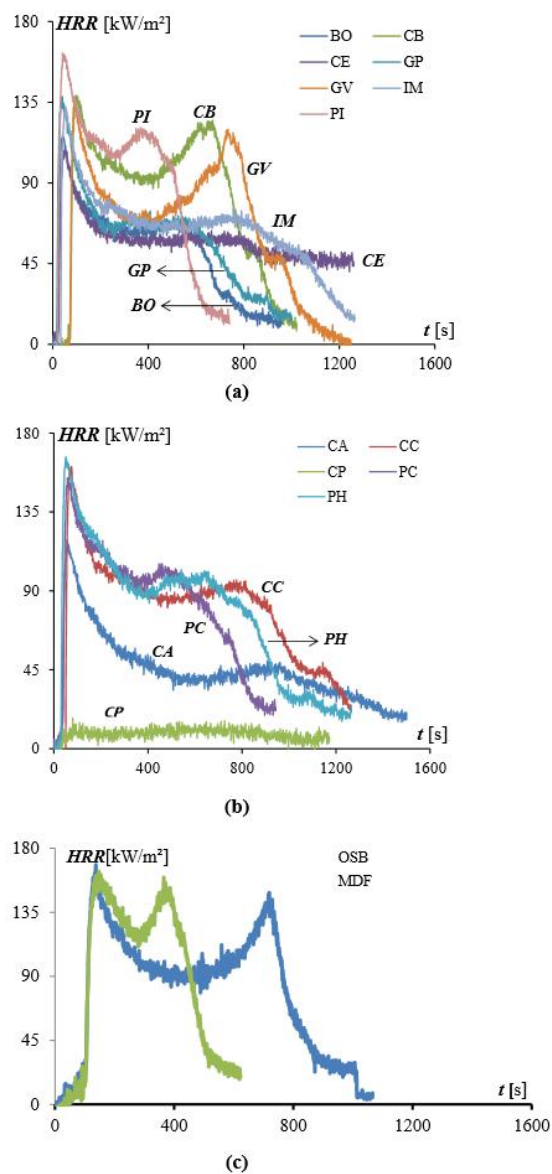 HRR [kW/m²]
180
135
90
45
0
BO CB
CE GP
GV IM
PI
PI
CB
GV
IM
CE
GP
BO
t [s]
0 400 800 1200 1600
(a)
HRR [kW/m²]
180
135
90
45
0
CA CC
CP PC
PH
CC
PC
PH
CA
CP
t [s]
0 400 800 1200 1600
(b)
HRR[kW/m²]
180
135
90
45
0
OSB
MDF
t [s]
0 400 800 1200 1600
(c)